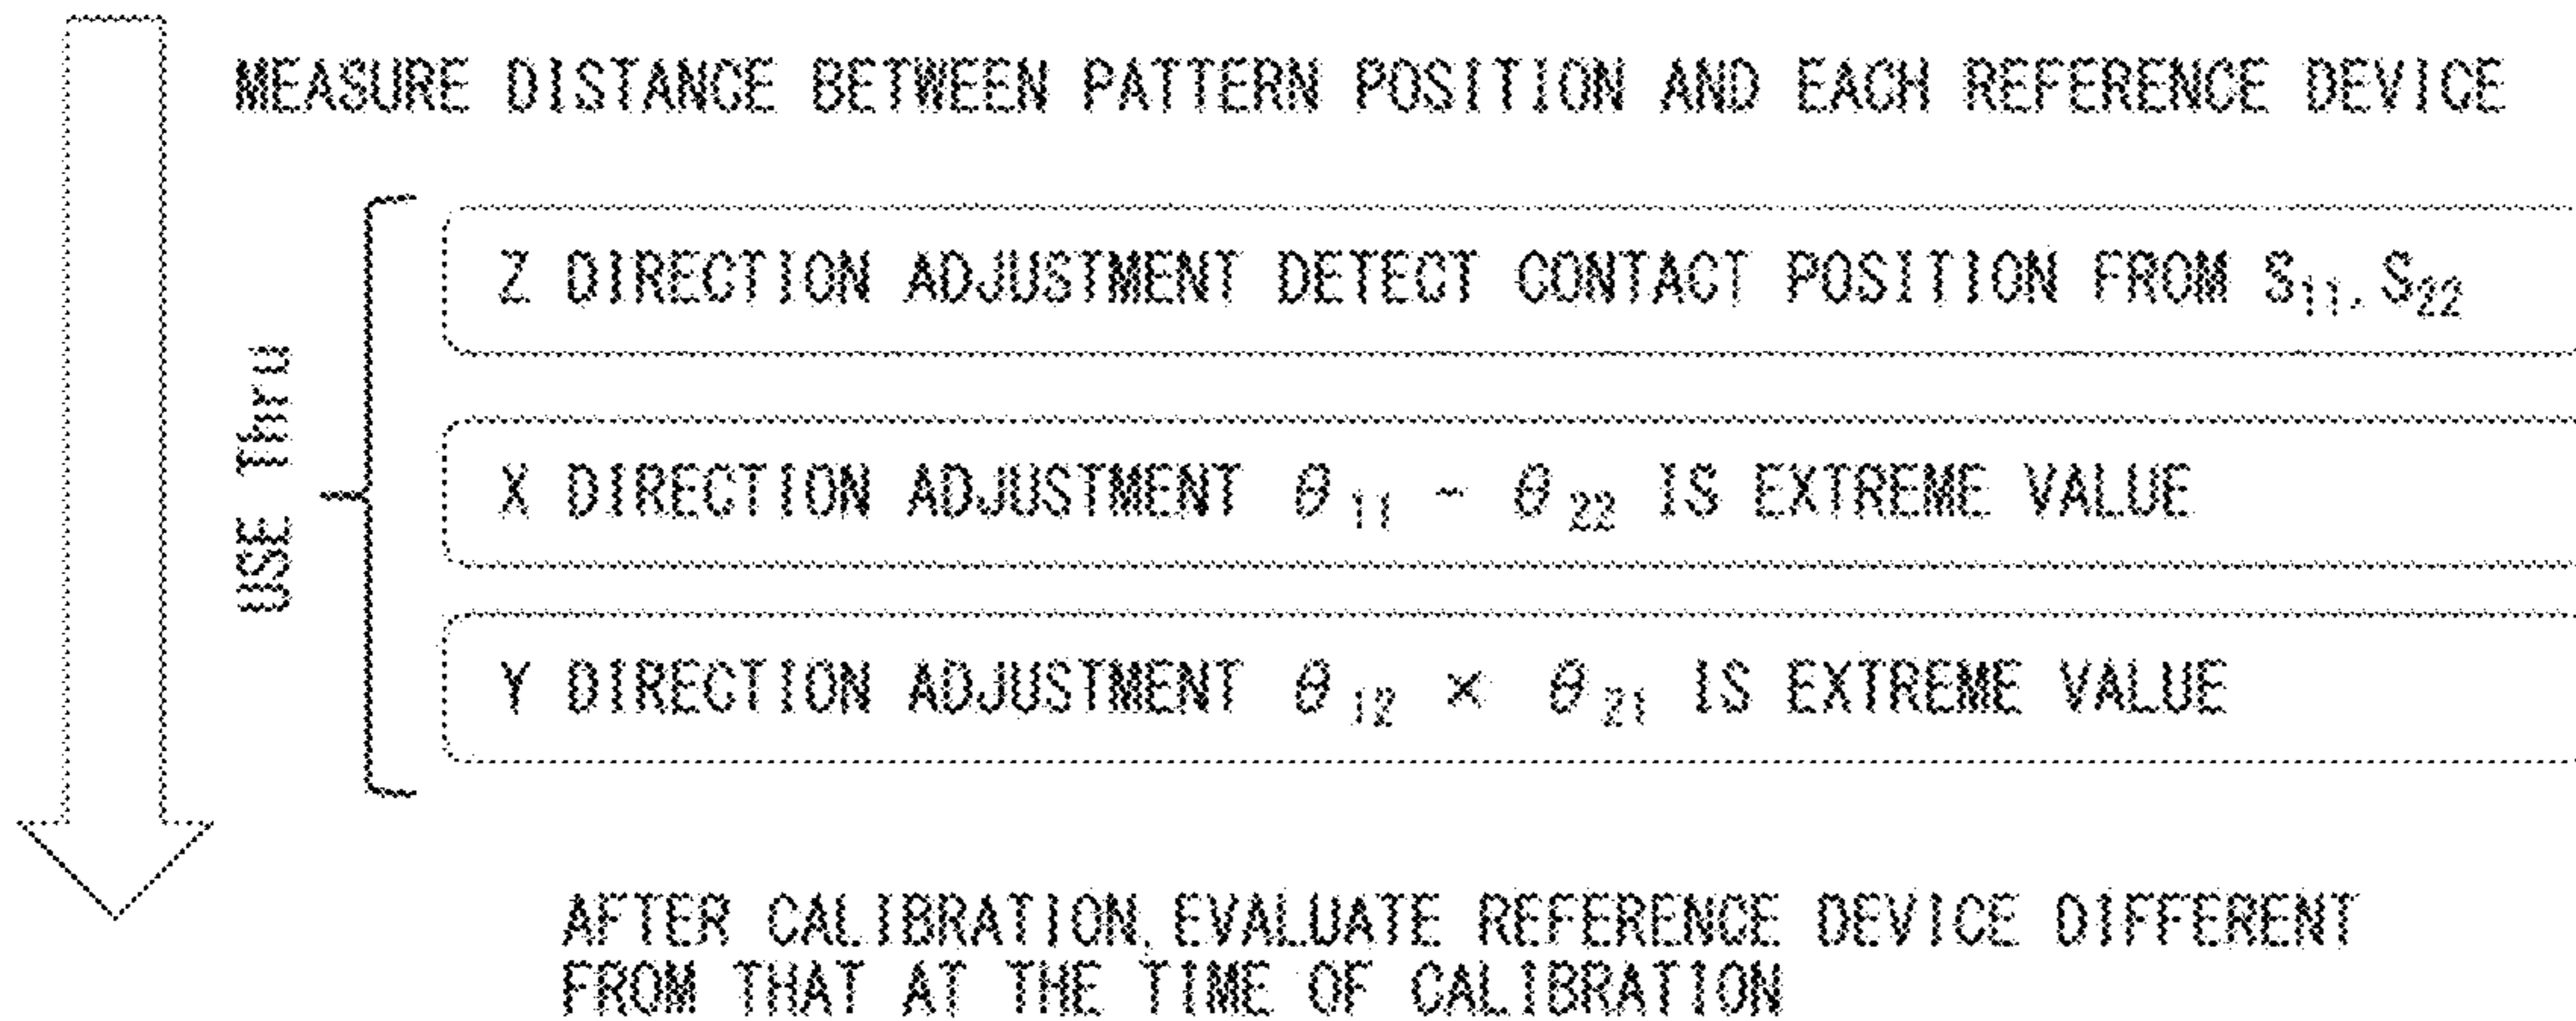 MEASURE DISTANCE BETWEEN PATTERN POSITION AND EACH REFERENCE DEVICE
USE Thru
Z DIRECTION ADJUSTMENT DETECT CONTACT POSITION FROM S₁₁, S₂₂
X DIRECTION ADJUSTMENT θ₁₁ - θ₂₂ IS EXTREME VALUE
Y DIRECTION ADJUSTMENT θ₁₂ × θ₂₁ IS EXTREME VALUE
AFTER CALIBRATION, EVALUATE REFERENCE DEVICE DIFFERENT
FROM THAT AT THE TIME OF CALIBRATION